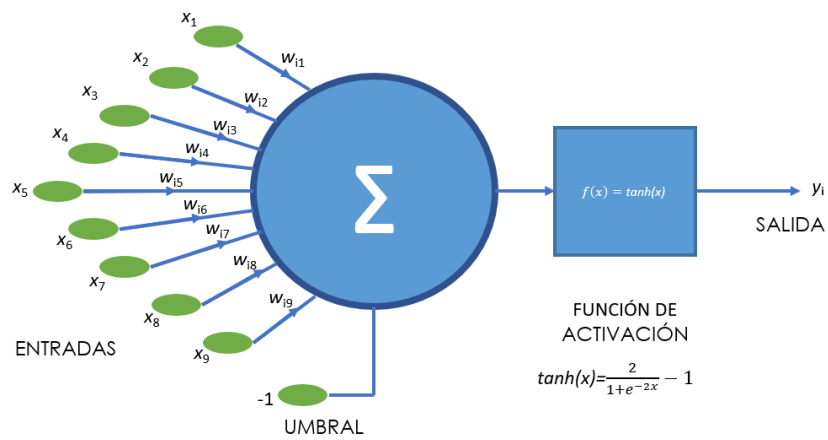 x₁
wᵢ₁
x₂
wᵢ₂
x₃
wᵢ₃
x₄
wᵢ₄
x₅
wᵢ₅
x₆
wᵢ₆
x₇
wᵢ₇
x₈
wᵢ₈
x₉
wᵢ₉
ENTRADAS
-1
UMBRAL
Σ
f(x) = tanh(x)
yᵢ
SALIDA
FUNCIÓN DE
ACTIVACIÓN
tanh(x)=2/(1+e^(-2x)) − 1